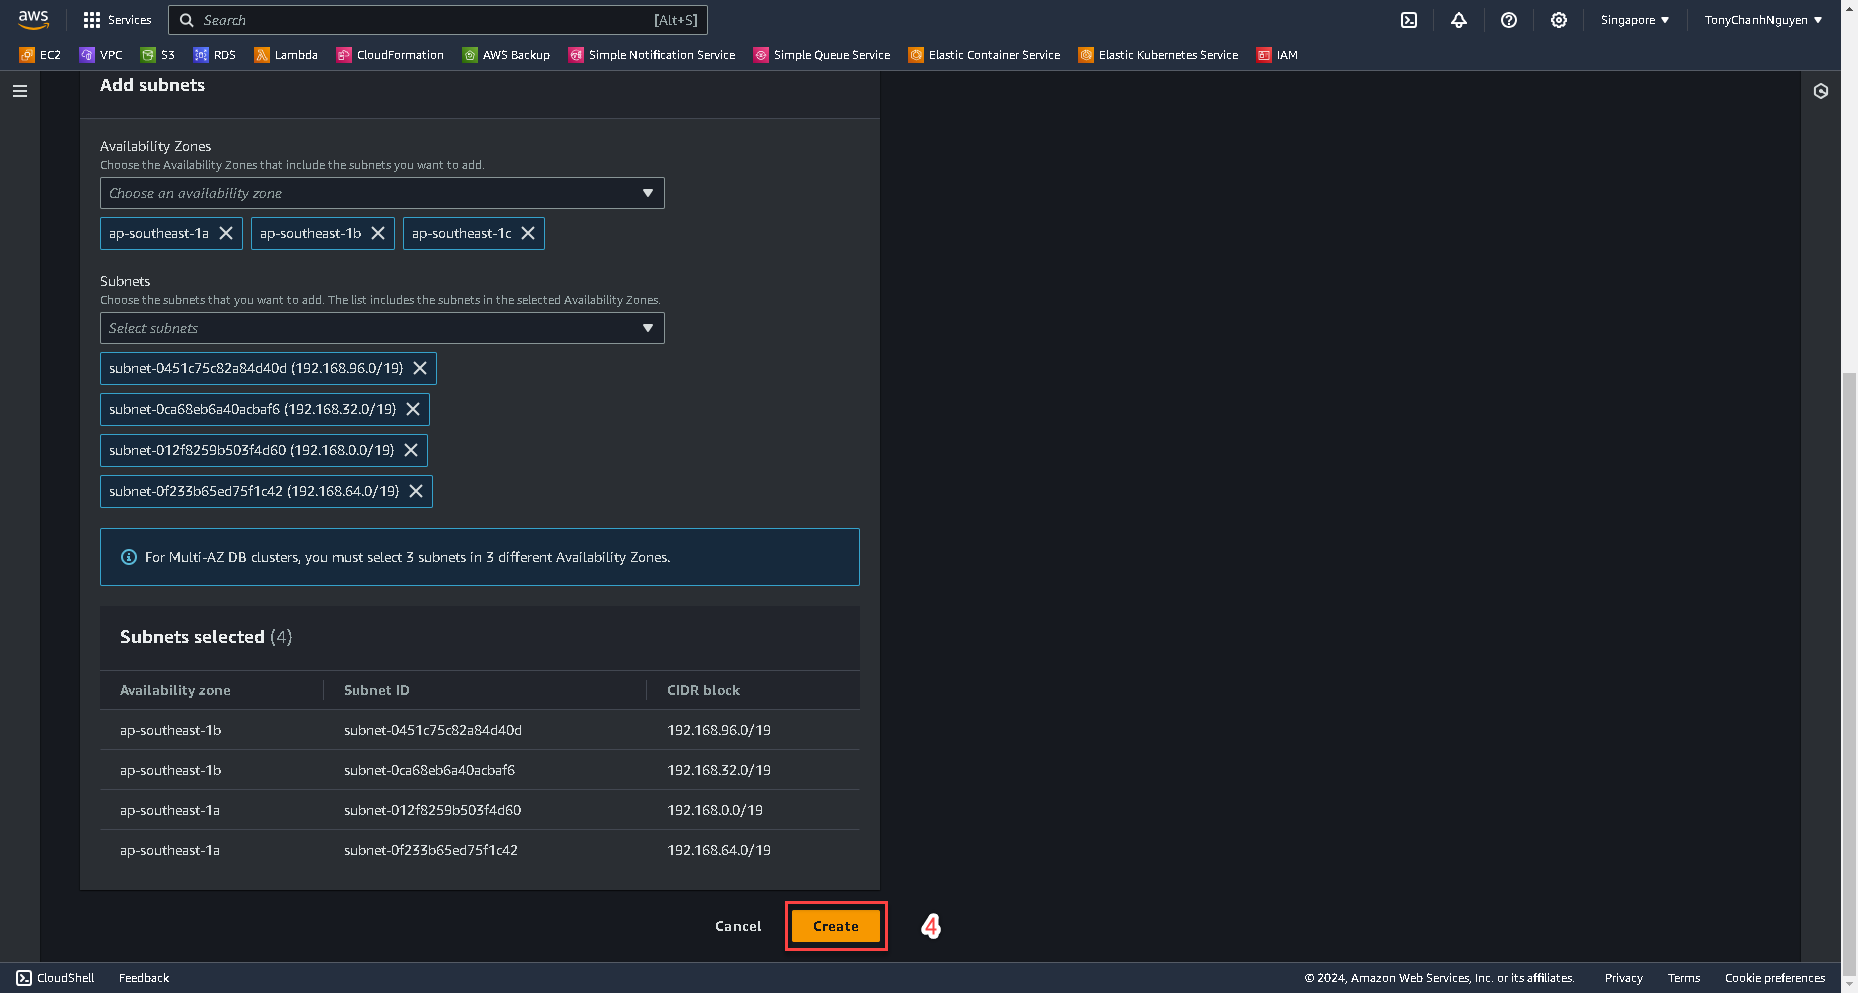 aws Services Search [Alt+S] Singapore ▼ TonyChanhNguyen ▼
EC2 VPC S3 RDS Lambda CloudFormation AWS Backup Simple Notification Service Simple Queue Service Elastic Container Service Elastic Kubernetes Service IAM
Add subnets
Availability Zones
Choose the Availability Zones that include the subnets you want to add.
Choose an availability zone
ap-southeast-1a ap-southeast-1b ap-southeast-1c
Subnets
Choose the subnets that you want to add. The list includes the subnets in the selected Availability Zones.
Select subnets
subnet-0451c75c82a84d40d (192.168.96.0/19)
subnet-0ca68eb6a40acbaf6 (192.168.32.0/19)
subnet-012f8259b503f4d60 (192.168.0.0/19)
subnet-0f233b65ed75f1c42 (192.168.64.0/19)
For Multi-AZ DB clusters, you must select 3 subnets in 3 different Availability Zones.
Subnets selected (4)
Availability zone Subnet ID CIDR block
ap-southeast-1b subnet-0451c75c82a84d40d 192.168.96.0/19
ap-southeast-1b subnet-0ca68eb6a40acbaf6 192.168.32.0/19
ap-southeast-1a subnet-012f8259b503f4d60 192.168.0.0/19
ap-southeast-1a subnet-0f233b65ed75f1c42 192.168.64.0/19
Cancel Create 4
CloudShell Feedback © 2024, Amazon Web Services, Inc. or its affiliates. Privacy Terms Cookie preferences